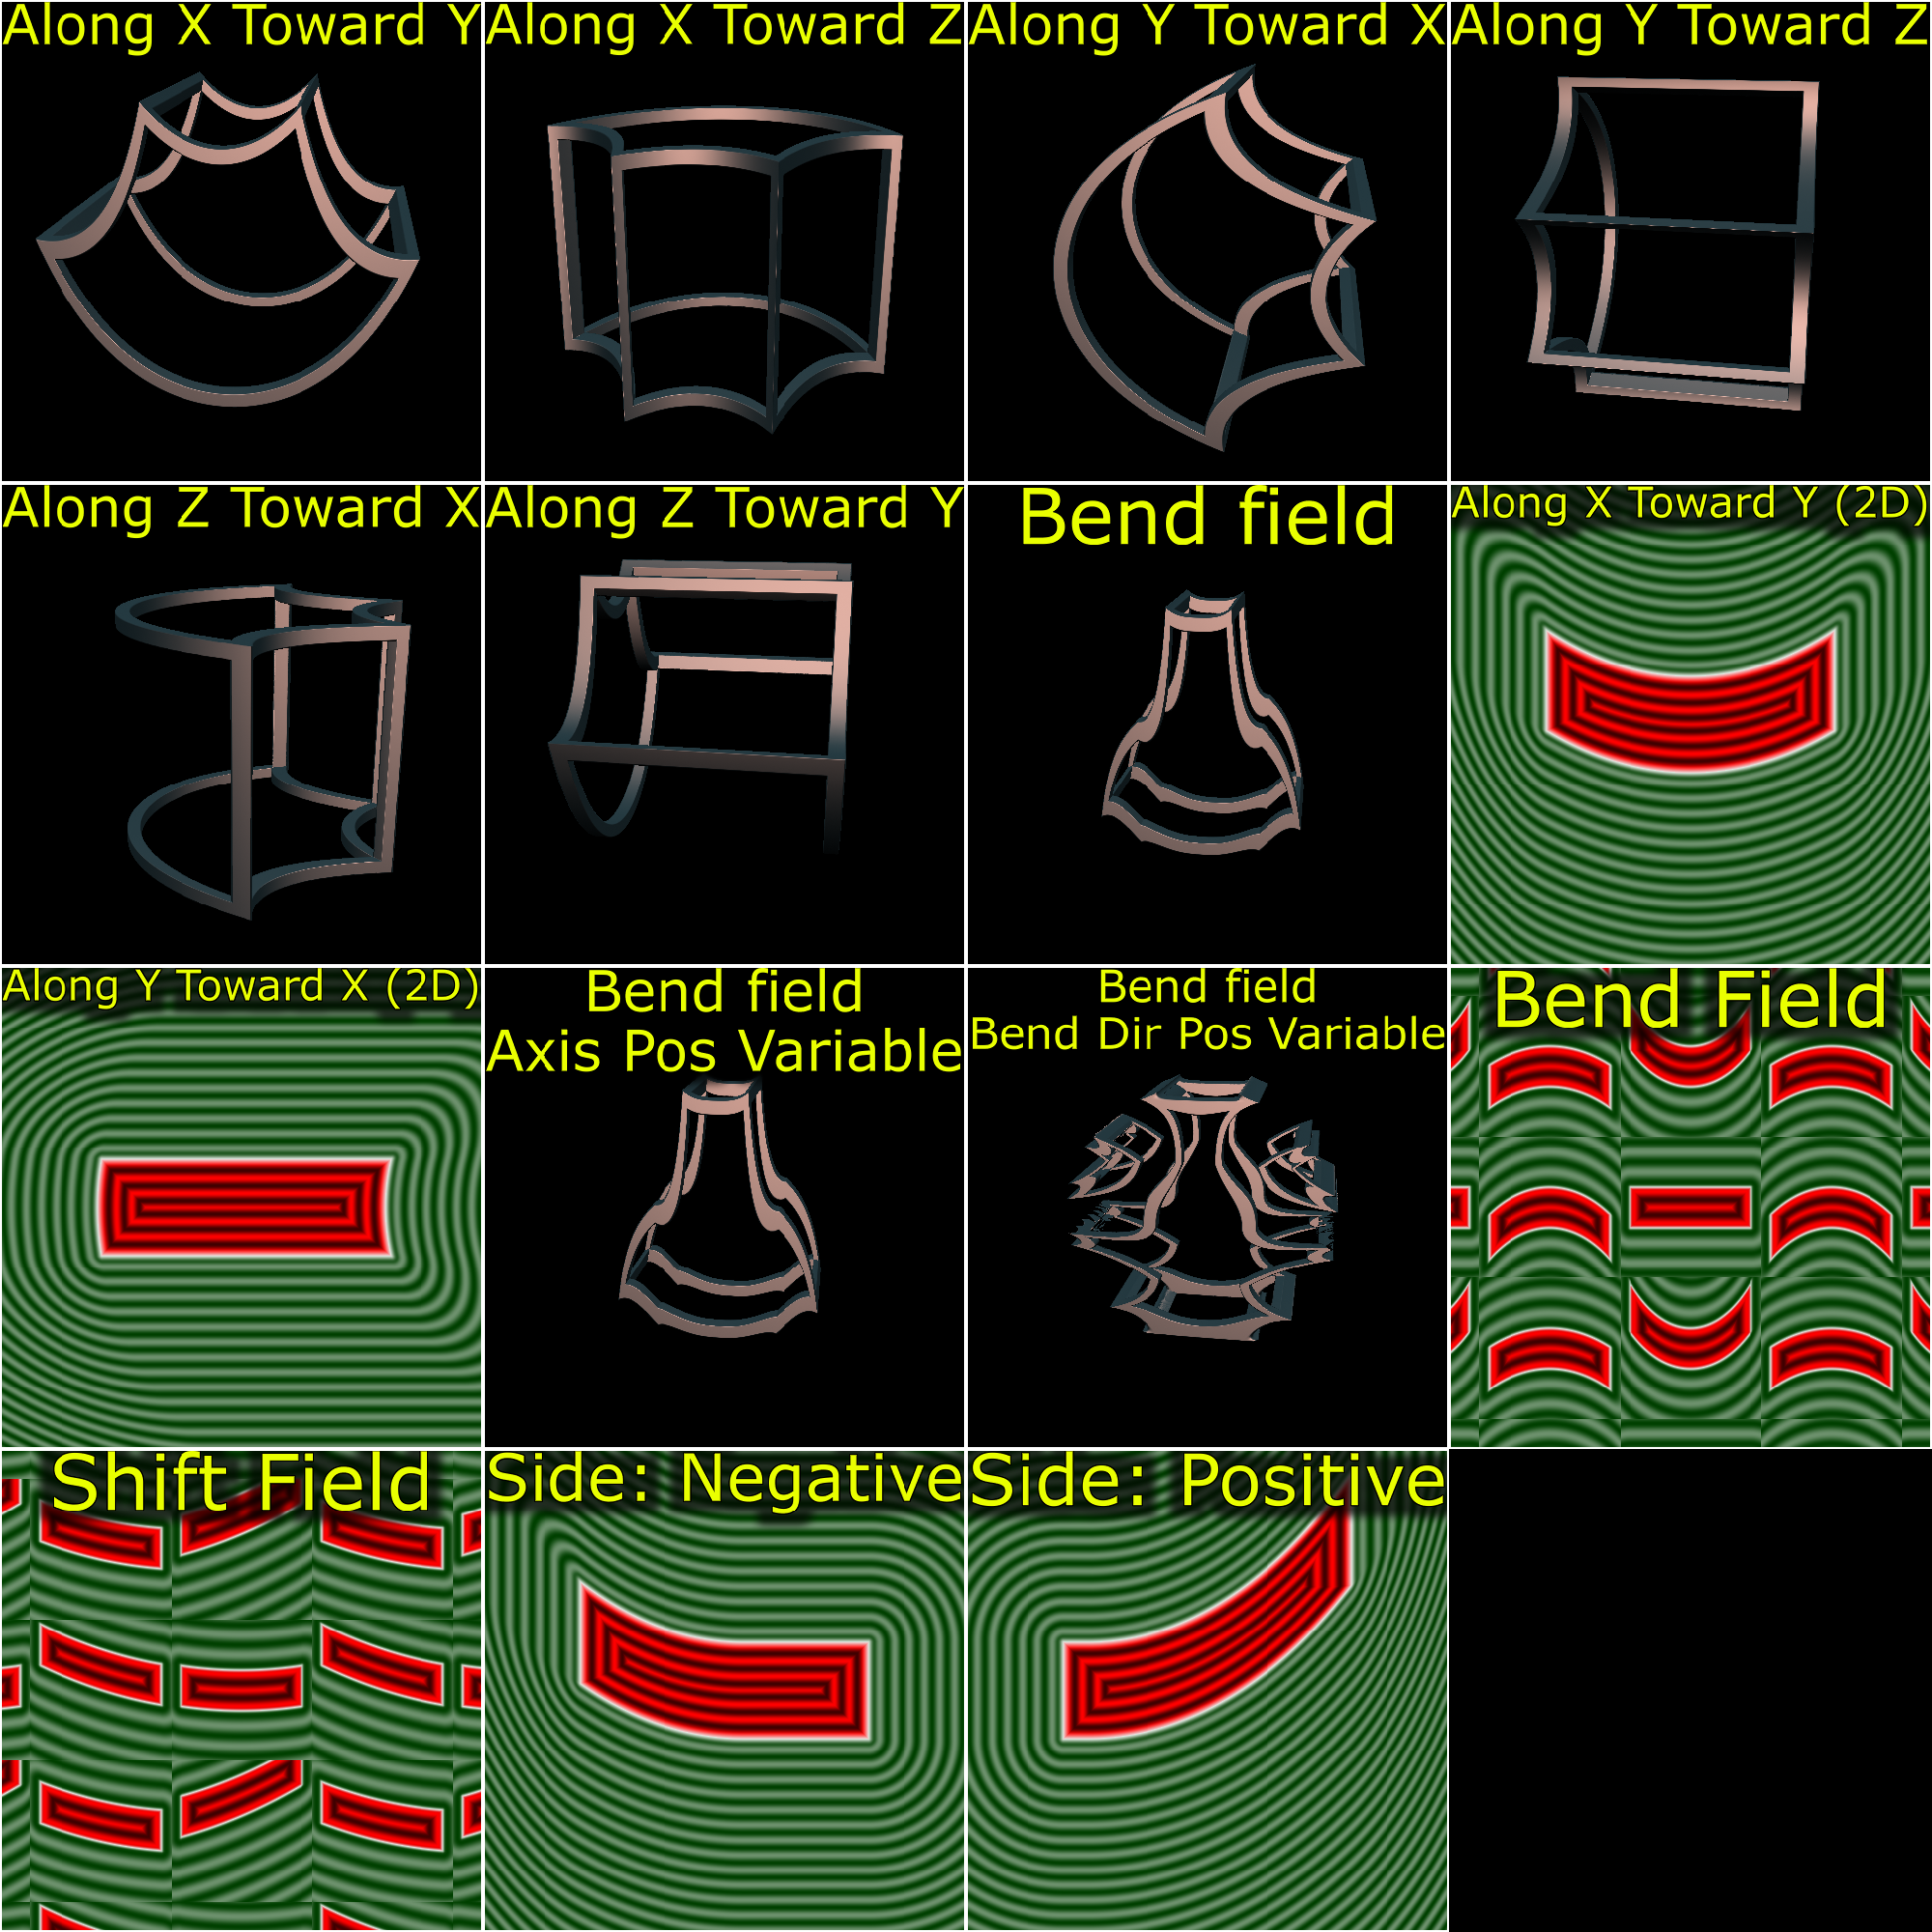 Along X Toward Y
Along X Toward Z
Along Y Toward X
Along Y Toward Z
Along Z Toward X
Along Z Toward Y
Bend field
Along X Toward Y (2D)
Along Y Toward X (2D)
Bend field
Axis Pos Variable
Bend field
Bend Dir Pos Variable
Bend Field
Shift Field
Side: Negative
Side: Positive